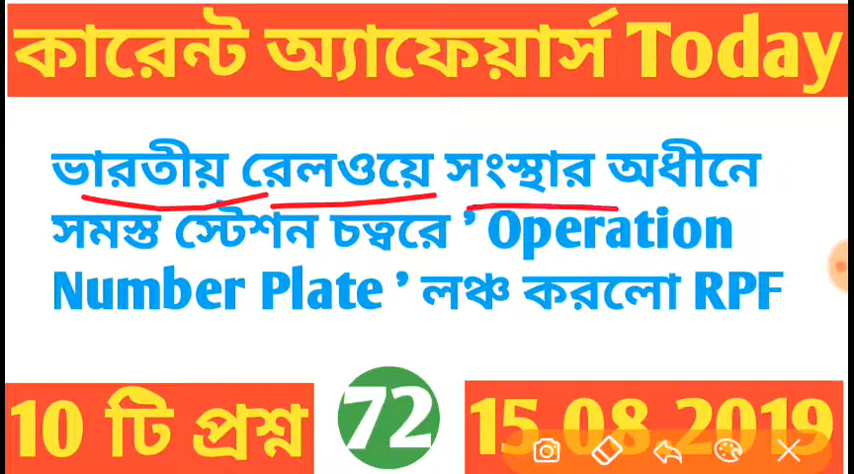 কারেন্ট অ্যাফেয়ার্স Today
ভারতীয় রেলওয়ে সংস্থার অধীনে
সমস্ত স্টেশন চত্বরে ’ Operation
Number Plate ’ লঞ্চ করলো RPF
10 টি প্রশ্ন
72
15.08.2019